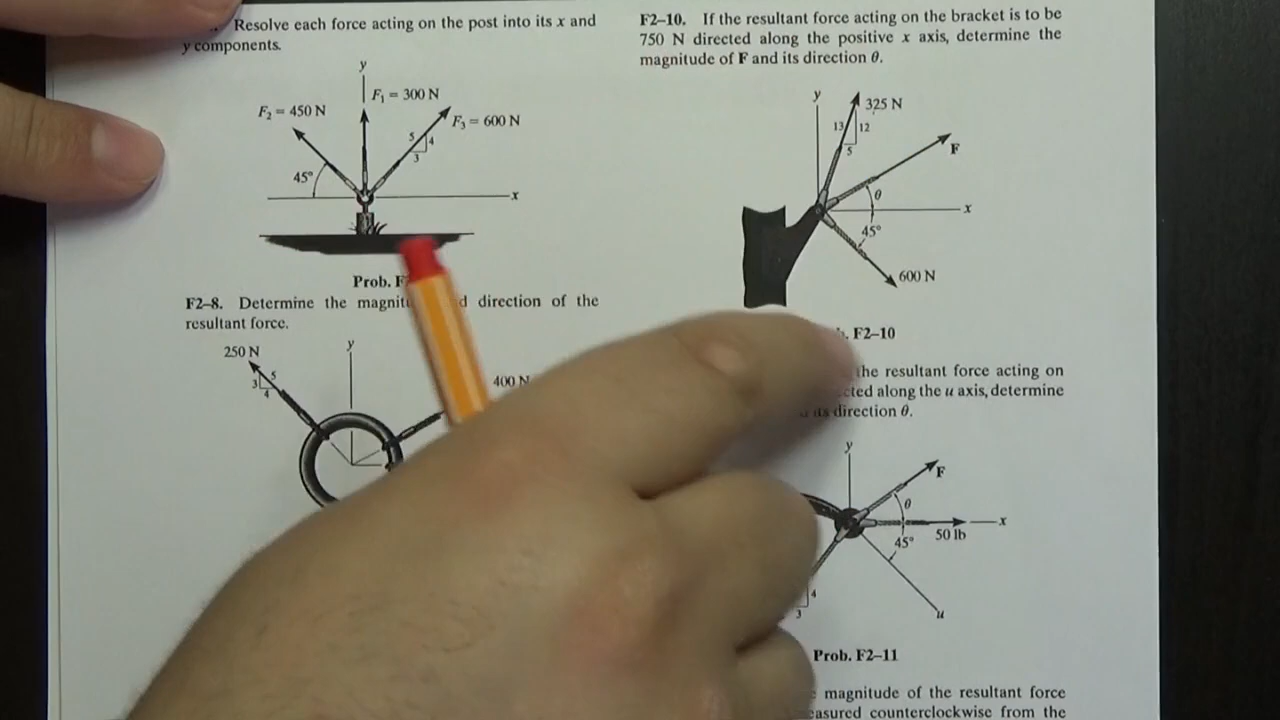 Resolve each force acting on the post into its x and
y components.
y
F₁ = 300 N
F₂ = 450 N
F₃ = 600 N
5
4
3
45°
x
Prob.
F2–8. Determine the direction of the
resultant force.
250 N
y
5
3
4
400 N
F2–10. If the resultant force acting on the bracket is to be
750 N directed along the positive x axis, determine the
magnitude of F and its direction θ.
y
325 N
13
12
5
F
θ
x
45°
600 N
F2–10
the resultant force acting on
along the u axis, determine
its direction θ.
y
F
θ
x
50 lb
45°
4
3
u
Prob. F2–11
magnitude of the resultant force
counterclockwise from the